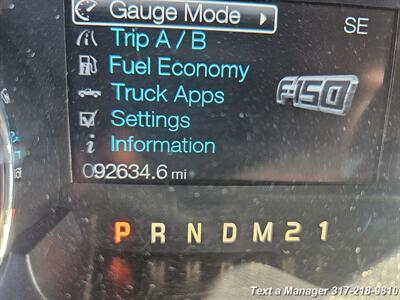 Gauge Mode
SE
Trip A / B
Fuel Economy
F-150
Truck Apps
Settings
Information
092634.6 mi
P R N D M 2 1
Text a Manager 317-218-9810